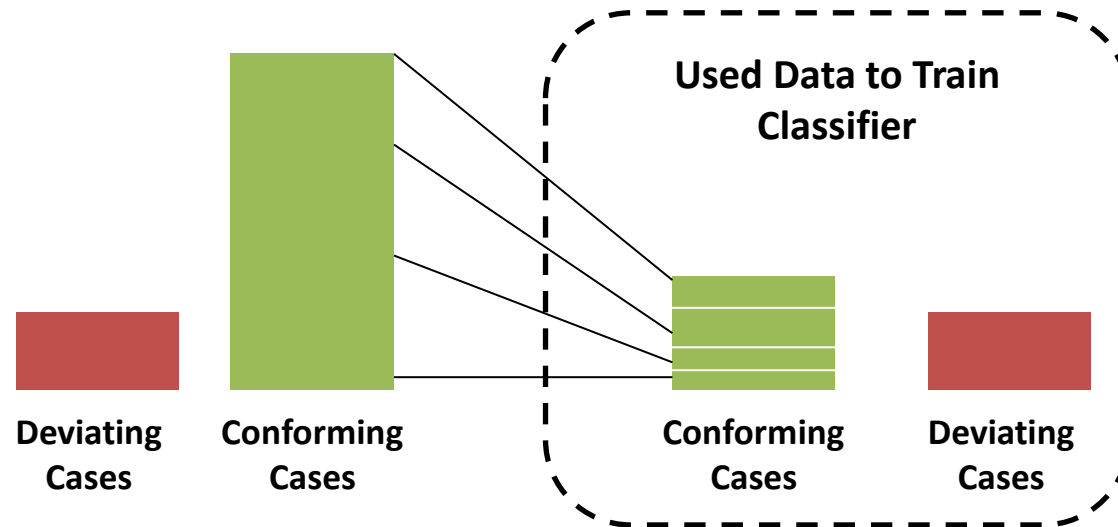 Used Data to Train
Classifier
Deviating
Cases
Conforming
Cases
Conforming
Cases
Deviating
Cases